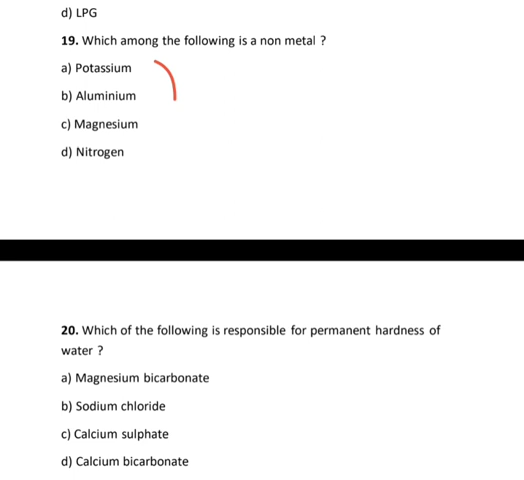 d) LPG
19. Which among the following is a non metal ?
a) Potassium
b) Aluminium
c) Magnesium
d) Nitrogen
20. Which of the following is responsible for permanent hardness of
water ?
a) Magnesium bicarbonate
b) Sodium chloride
c) Calcium sulphate
d) Calcium bicarbonate